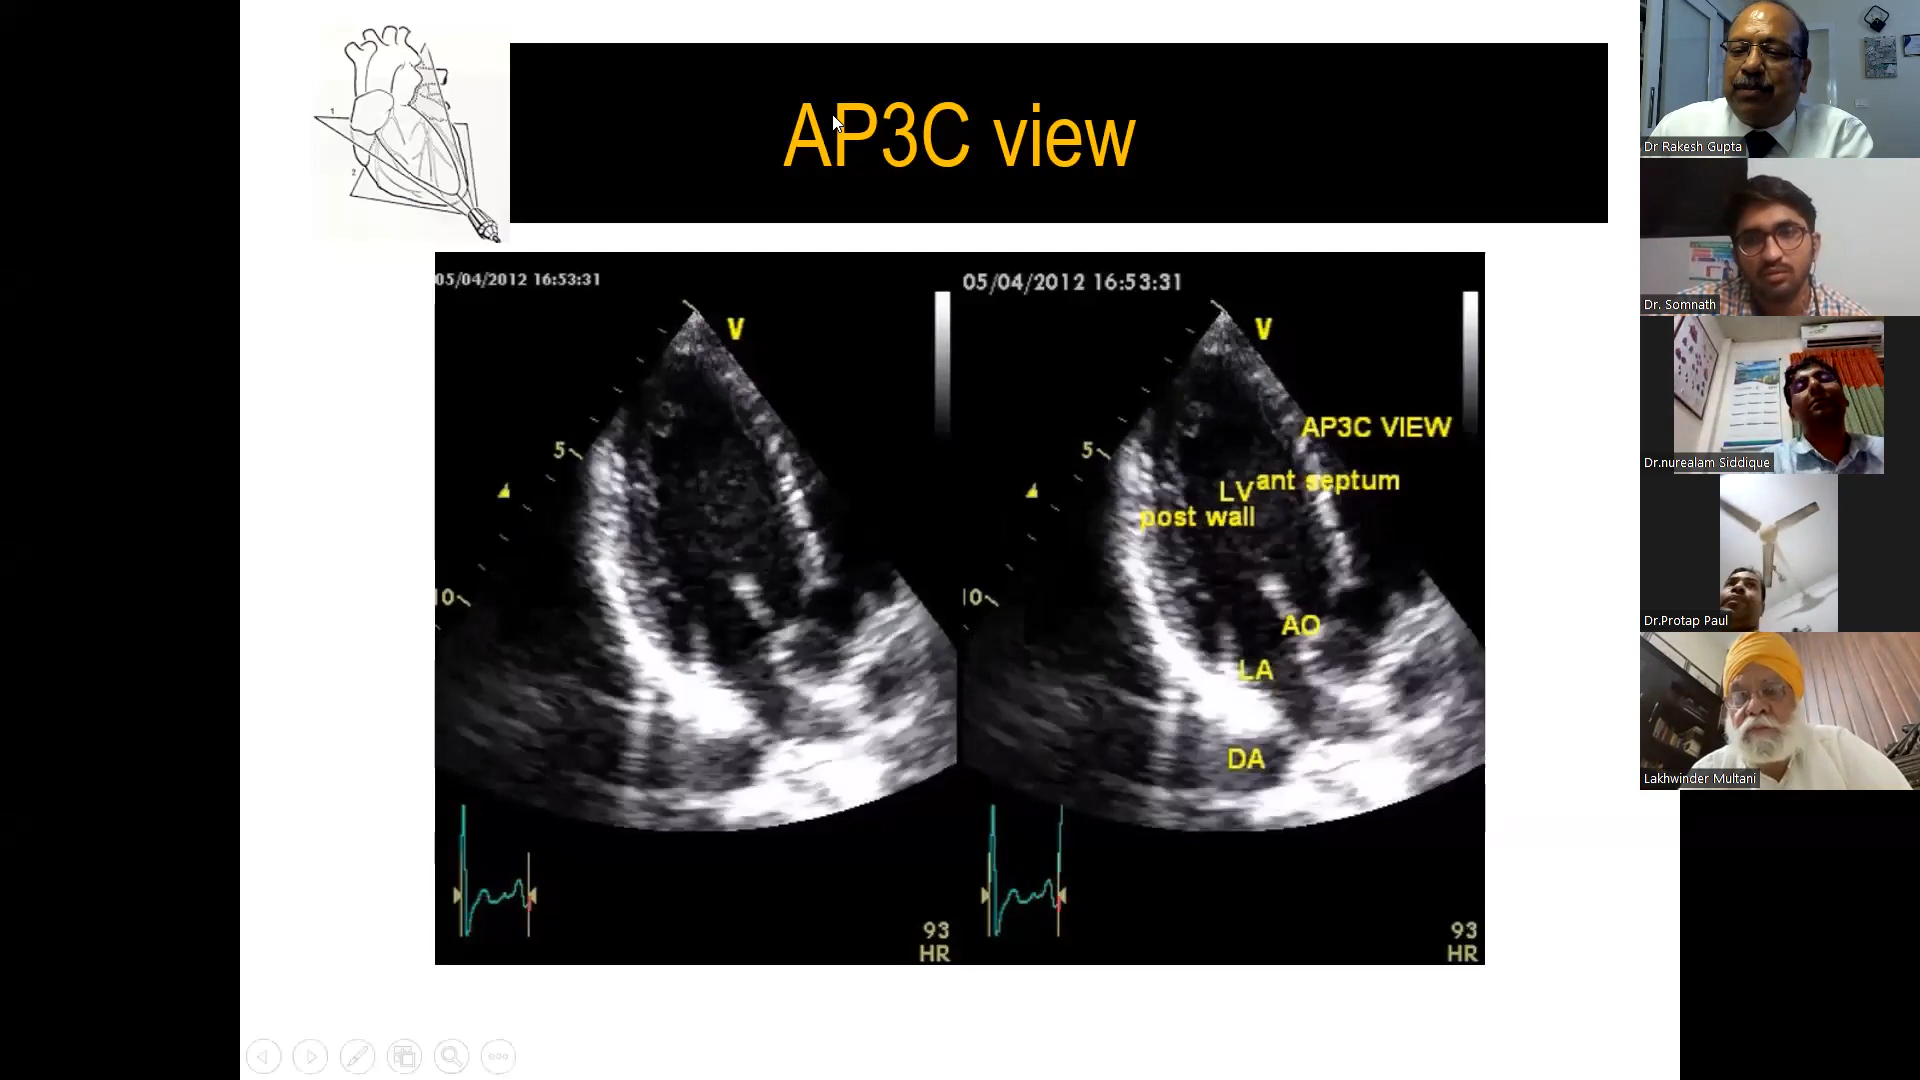 1
2
AP3C view
05/04/2012 16:53:31
V
5
10
93
HR
05/04/2012 16:53:31
V
AP3C VIEW
5
ant septum
LV
post wall
10
AO
LA
DA
93
HR
Dr Rakesh Gupta
Dr. Somnath
Dr.nurealam Siddique
Dr.Protap Paul
Lakhwinder Multani